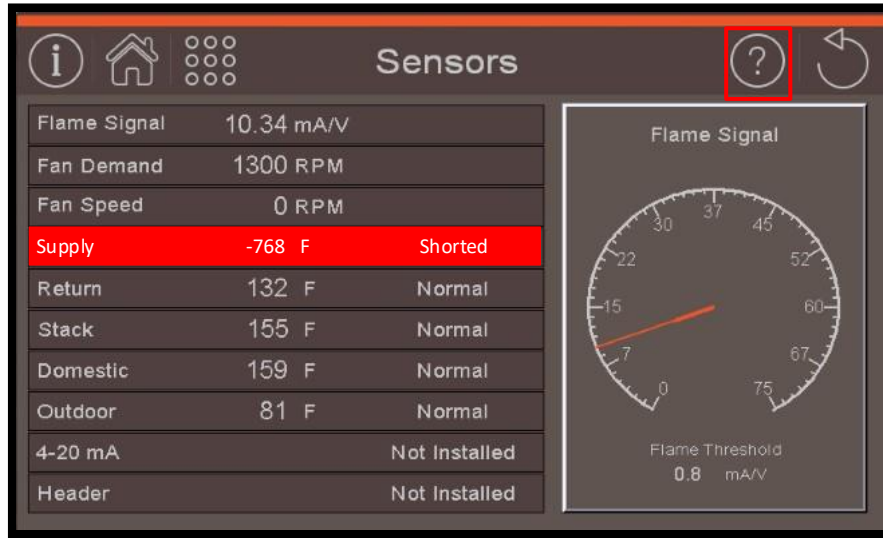 i
Sensors
?
Flame Signal 10.34 mA/V
Fan Demand 1300 RPM
Fan Speed 0 RPM
Supply -768 F Shorted
Return 132 F Normal
Stack 155 F Normal
Domestic 159 F Normal
Outdoor 81 F Normal
4-20 mA Not Installed
Header Not Installed
Flame Signal
0
7
15
22
30
37
45
52
60
67
75
Flame Threshold
0.8 mA/V